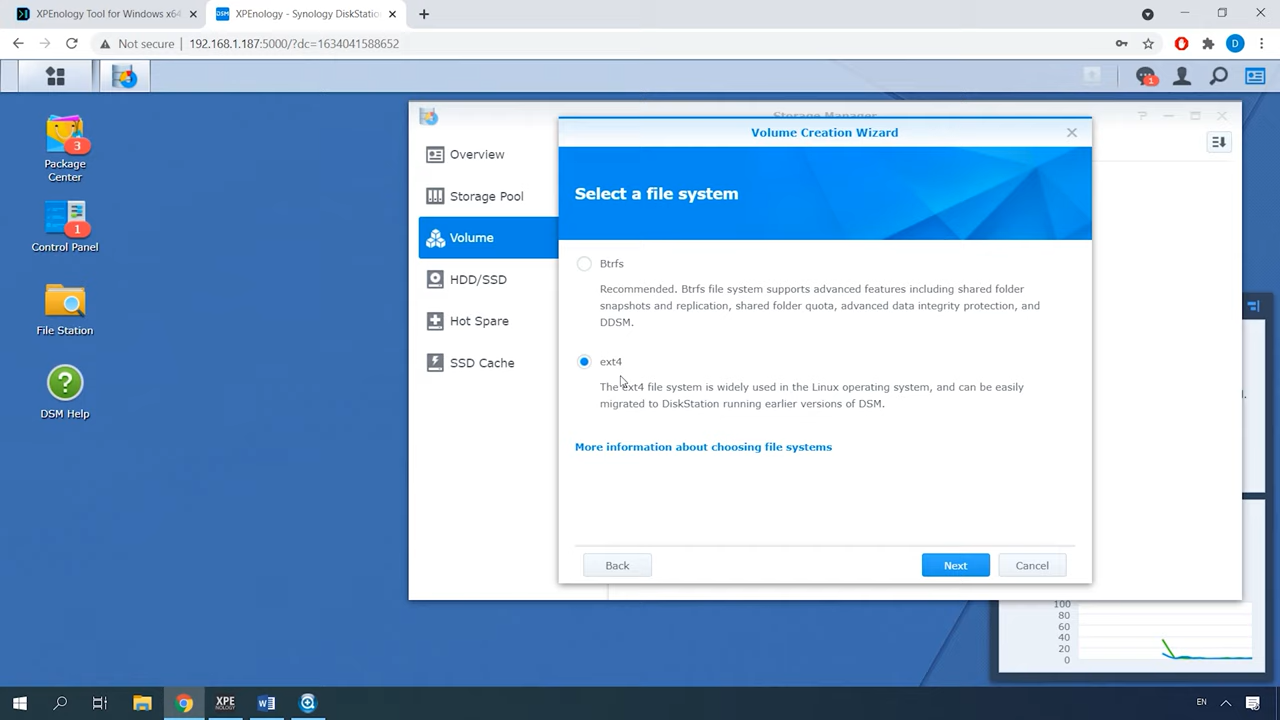 XPEnology Tool for Windows x64
XPEnology - Synology DiskStation
Not secure
192.168.1.187:5000/?dc=1634041588652
D
1
3
Package
Center
1
Control Panel
File Station
?
DSM Help
Storage Manager
Overview
Storage Pool
Volume
HDD/SSD
Hot Spare
SSD Cache
Volume Creation Wizard
Select a file system
Btrfs
Recommended. Btrfs file system supports advanced features including shared folder
snapshots and replication, shared folder quota, advanced data integrity protection, and
DDSM.
ext4
The ext4 file system is widely used in the Linux operating system, and can be easily
migrated to DiskStation running earlier versions of DSM.
More information about choosing file systems
Back
Next
Cancel
100
80
60
40
20
0
XPE
NOLOGY
W
EN